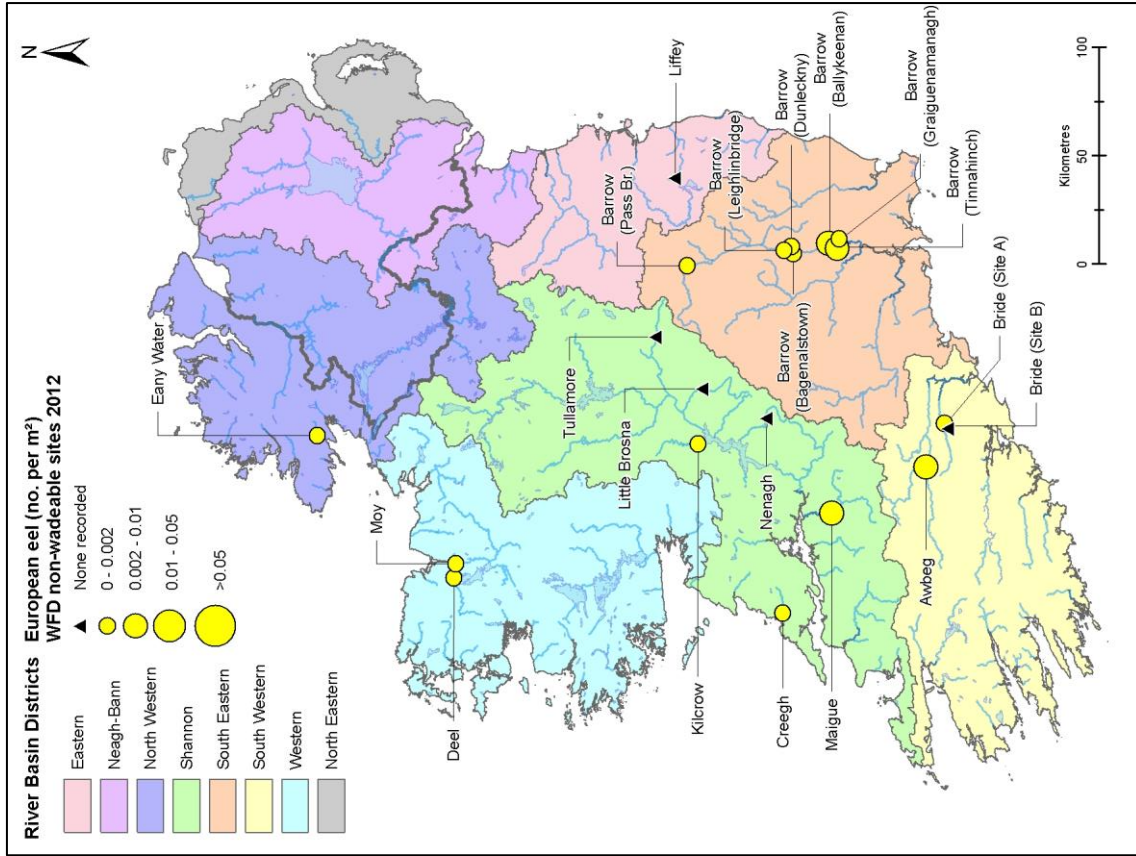 River Basin Districts
Eastern
Neagh-Bann
North Western
Shannon
South Eastern
South Western
Western
North Eastern
European eel (no. per m²)
WFD non-wadeable sites 2012
None recorded
0 - 0.002
0.002 - 0.01
0.01 - 0.05
>0.05
N
Eany Water
Moy
Deel
Tullamore
Little Brosna
Kilcrow
Nenagh
Creegh
Maigue
Awbeg
Liffey
Barrow
(Pass Br.)
Barrow
(Leighlinbridge)
Barrow
(Dunleckny)
Barrow
(Bagenalstown)
Barrow
(Ballykeenan)
Barrow
(Graiguenamanagh)
Barrow
(Tinnahinch)
Bride (Site A)
Bride (Site B)
0
50
100
Kilometres